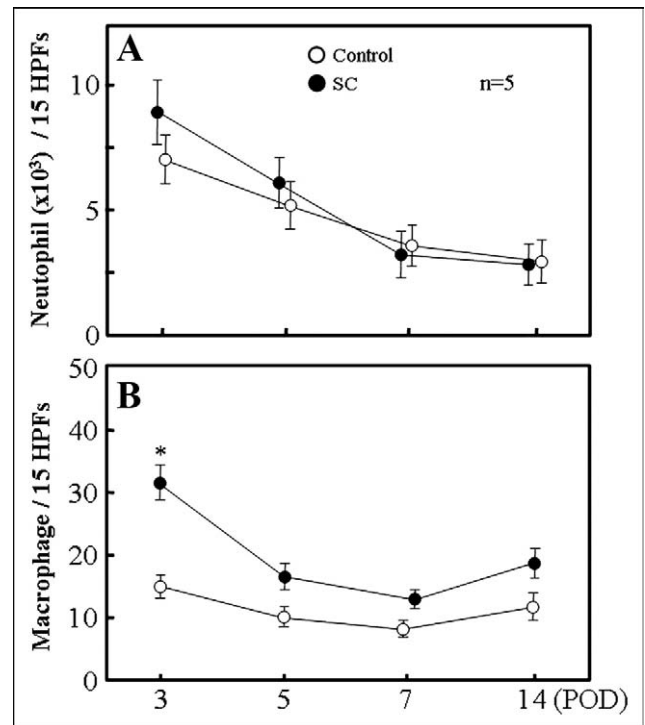 A
Control
SC n=5
Neutophil (x10³) / 15 HPFs
10
5
0
B
*
Macrophage / 15 HPFs
50
40
30
20
10
0
3 5 7 14 (POD)